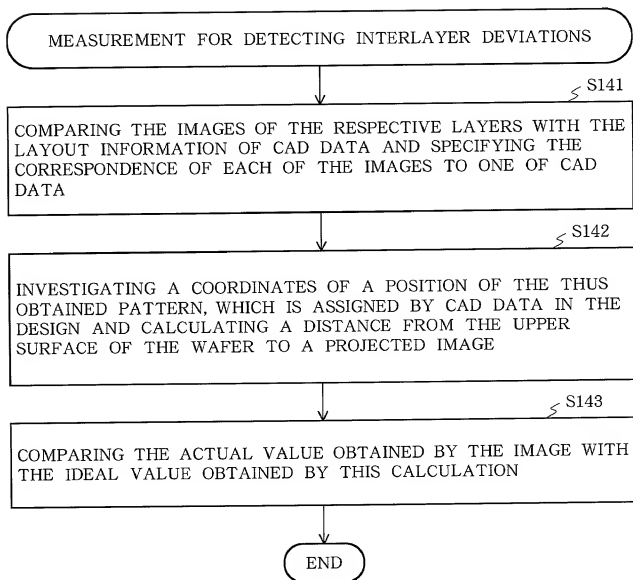 MEASUREMENT FOR DETECTING INTERLAYER DEVIATIONS
S141
COMPARING THE IMAGES OF THE RESPECTIVE LAYERS WITH THE
LAYOUT INFORMATION OF CAD DATA AND SPECIFYING THE
CORRESPONDENCE OF EACH OF THE IMAGES TO ONE OF CAD
DATA
S142
INVESTIGATING A COORDINATES OF A POSITION OF THE THUS
OBTAINED PATTERN, WHICH IS ASSIGNED BY CAD DATA IN THE
DESIGN AND CALCULATING A DISTANCE FROM THE UPPER
SURFACE OF THE WAFER TO A PROJECTED IMAGE
S143
COMPARING THE ACTUAL VALUE OBTAINED BY THE IMAGE WITH
THE IDEAL VALUE OBTAINED BY THIS CALCULATION
END